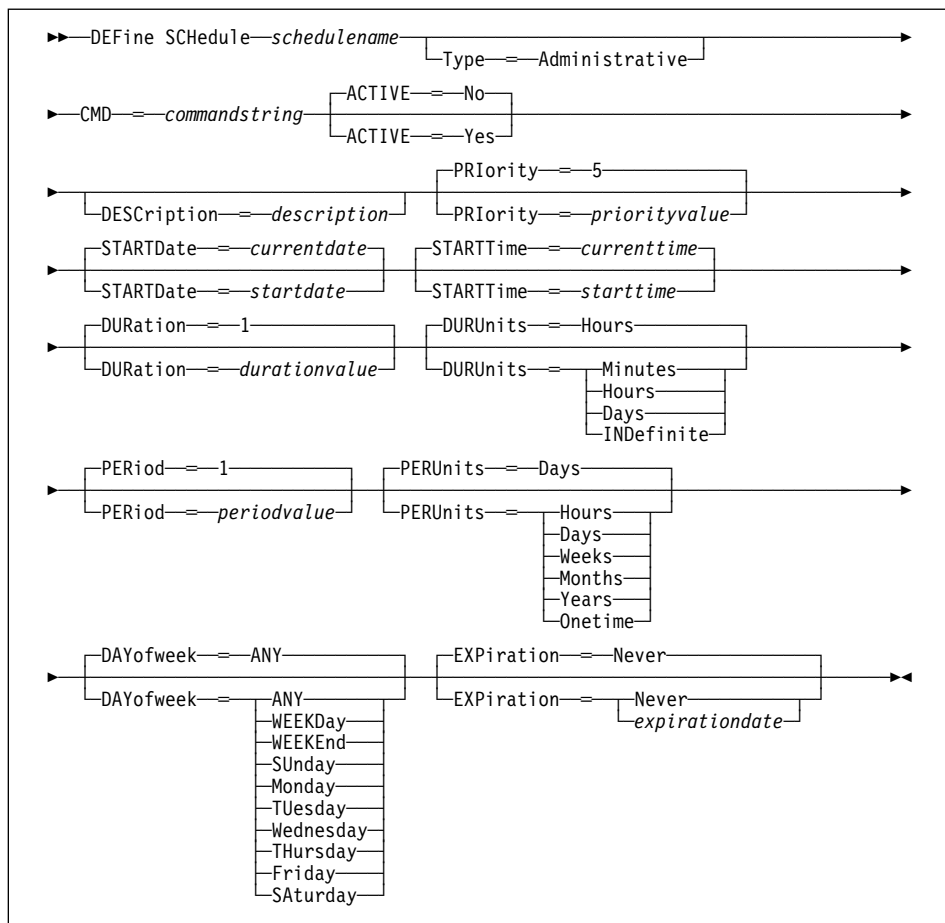 DEFine SCHedule schedulename
Type = Administrative
CMD = commandstring ACTIVE = No
ACTIVE = Yes
DESCription = description PRIority = 5
PRIority = priorityvalue
STARTDate = currentdate STARTTime = currenttime
STARTDate = startdate STARTTime = starttime
DURation = 1 DURUnits = Hours
DURation = durationvalue DURUnits = Minutes
Hours
Days
INDefinite
PERiod = 1 PERUnits = Days
PERiod = periodvalue PERUnits = Hours
Days
Weeks
Months
Years
Onetime
DAYofweek = ANY EXPiration = Never
DAYofweek = ANY EXPiration = Never
WEEKDay expirationdate
WEEKEnd
SUnday
Monday
TUesday
Wednesday
THursday
Friday
SAturday